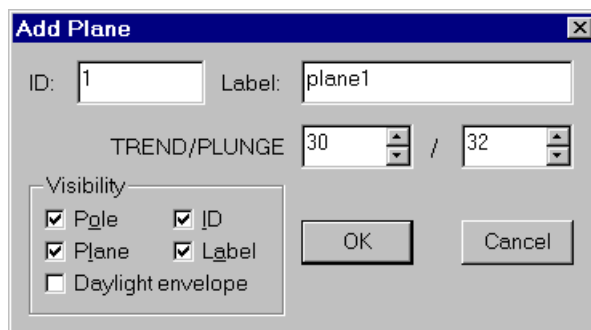 Add Plane
ID: 1 Label: plane1
TREND/PLUNGE 30 / 32
Visibility
Pole ID
Plane Label
Daylight envelope
OK Cancel